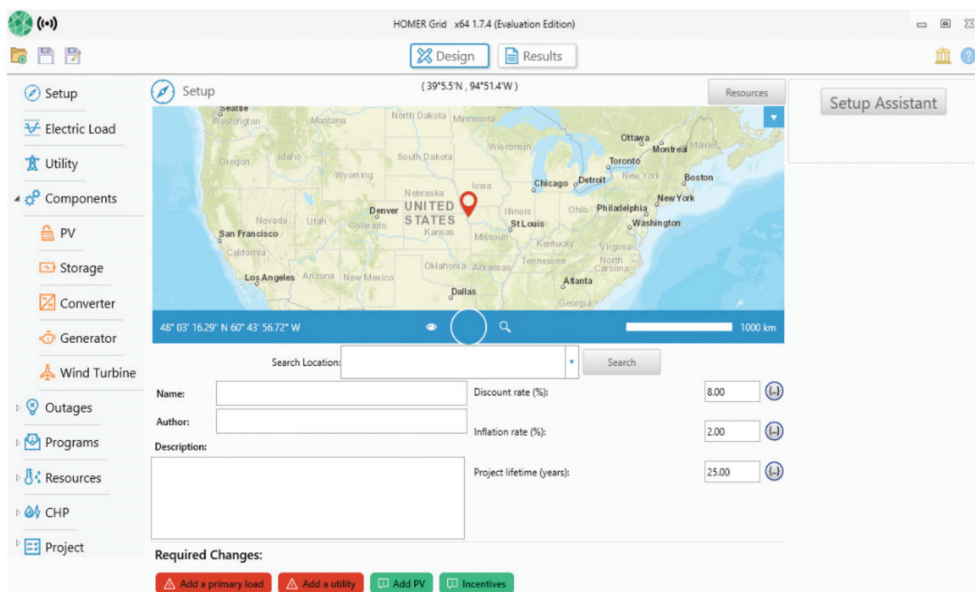 HOMER Grid x64 1.7.4 (Evaluation Edition)
Design
Results
Setup
Electric Load
Utility
Components
PV
Storage
Converter
Generator
Wind Turbine
Outages
Programs
Resources
CHP
Project
Setup
( 39°5.5'N , 94°51.4'W )
Resources
Seattle
Washington
Montana
North Dakota
Minnesota
Ottawa
Montreal
Maine
Oregon
Idaho
South Dakota
Wisconsin
Toronto
Wyoming
Chicago
Detroit
New York
Boston
Nebraska
Iowa
Denver
UNITED
STATES
Illinois
Ohio
Philadelphia
New York
Nevada
Utah
Colorado
Kansas
Missouri
St Louis
Washington
San Francisco
California
Kentucky
Virginia
Los Angeles
Arizona
New Mexico
Oklahoma
Arkansas
Tennessee
North
Carolina
Dallas
Atlanta
Georgia
48° 03' 16.29" N 60° 43' 56.72" W
1000 km
Search Location:
Search
Name:
Author:
Description:
Discount rate (%):
8.00
{..}
Inflation rate (%):
2.00
{..}
Project lifetime (years):
25.00
{..}
Required Changes:
Add a primary load
Add a utility
Add PV
Incentives
Setup Assistant